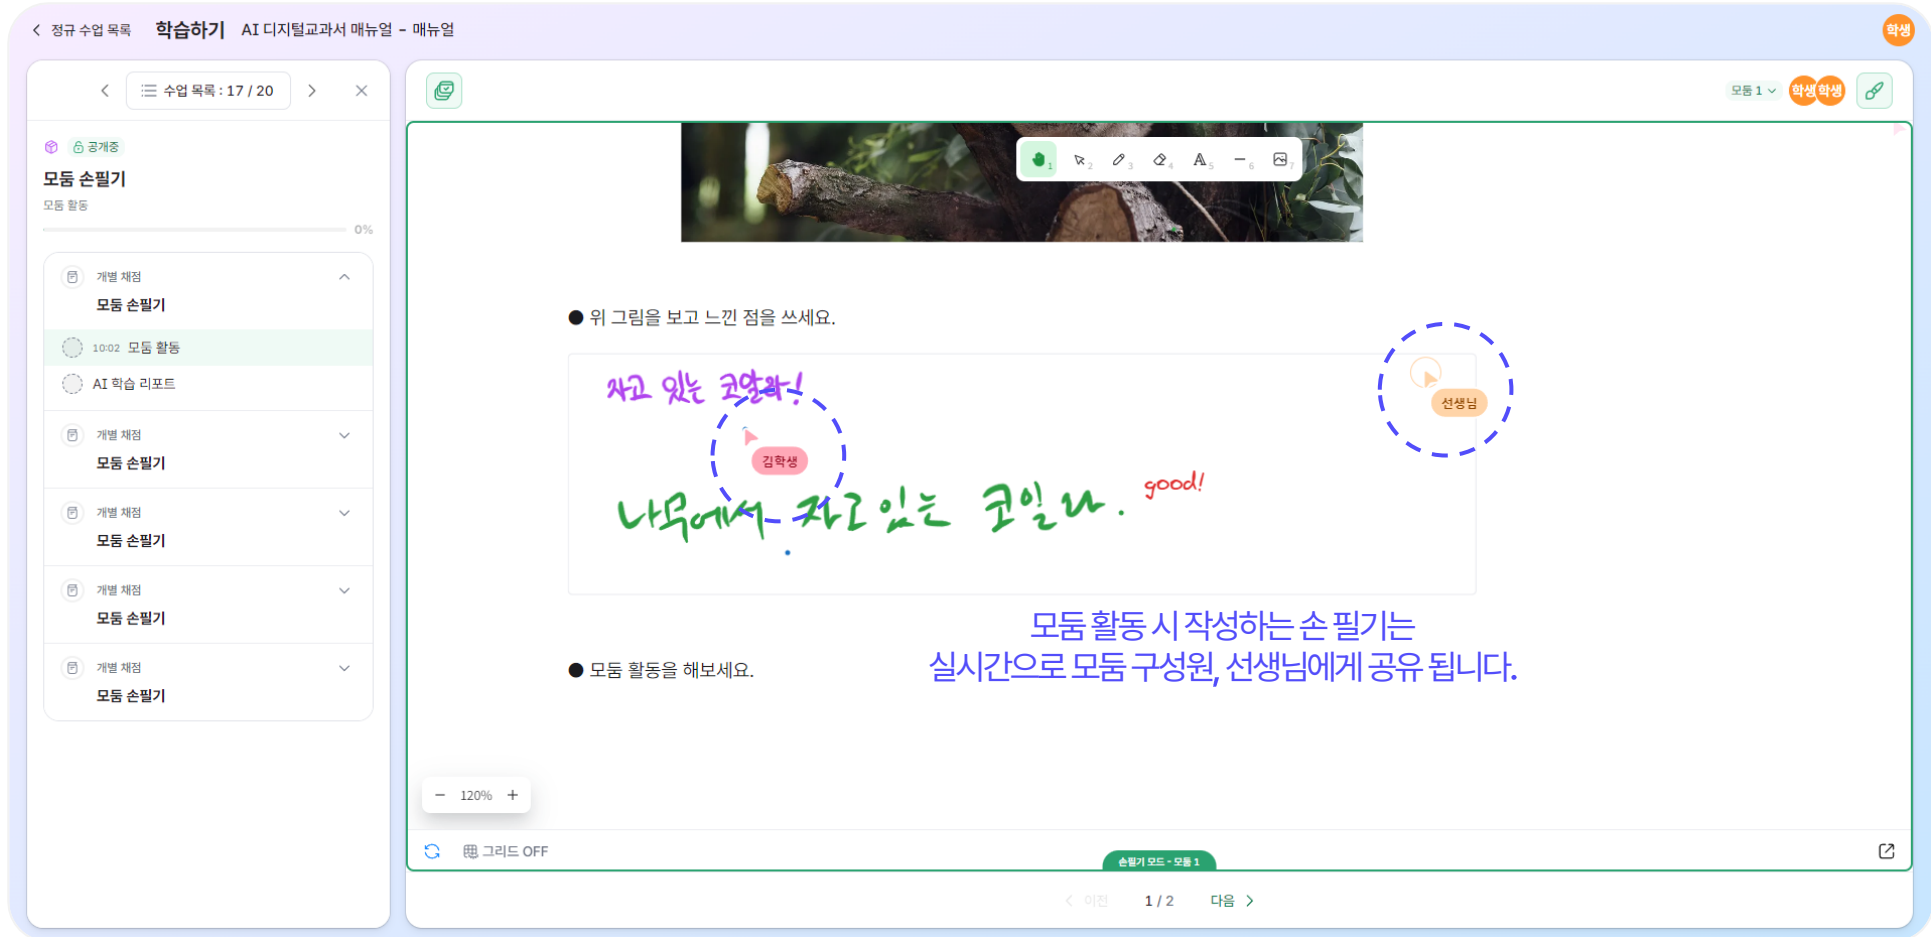 정규 수업 목록 학습하기 AI 디지털교과서 매뉴얼 - 매뉴얼 학생
수업 목록 : 17 / 20
공개중
모둠 손필기
모둠 활동
0%
개별 채점
모둠 손필기
10:02 모둠 활동
AI 학습 리포트
개별 채점
모둠 손필기
개별 채점
모둠 손필기
개별 채점
모둠 손필기
개별 채점
모둠 손필기
모둠 1 학생 학생
1 2 3 4 A 5 6 7
● 위 그림을 보고 느낀 점을 쓰세요.
자고 있는 코알라!
선생님
김학생
good!
나무에서 자고 있는 코일라.
모둠 활동 시 작성하는 손 필기는
실시간으로 모둠 구성원, 선생님에게 공유 됩니다.
● 모둠 활동을 해보세요.
120%
그리드 OFF
손필기 모드 - 모둠 1
이전 1 / 2 다음